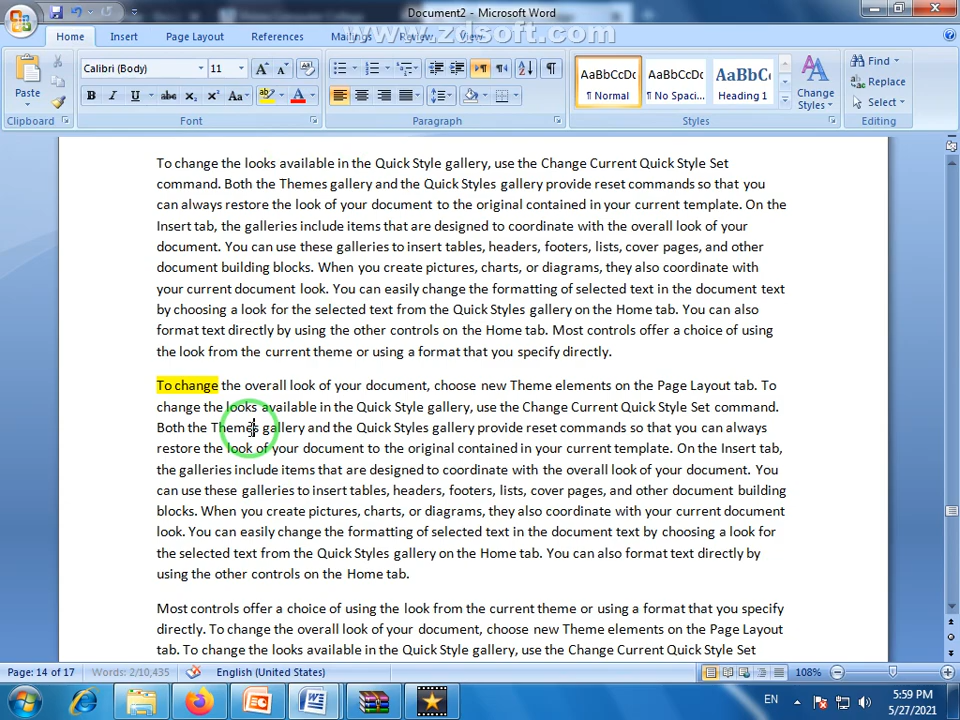 Document2 - Microsoft Word
Home Insert Page Layout References Mailings Review View
www.zdsoft.com
Paste
Calibri (Body) 11
B I U abc X₂ X² Aa ab A
AaBbCcDc AaBbCcDc AaBbC
¶ Normal ¶ No Spaci... Heading 1
Change Styles
Find
Replace
Select
Clipboard Font Paragraph Styles Editing
To change the looks available in the Quick Style gallery, use the Change Current Quick Style Set
command. Both the Themes gallery and the Quick Styles gallery provide reset commands so that you
can always restore the look of your document to the original contained in your current template. On the
Insert tab, the galleries include items that are designed to coordinate with the overall look of your
document. You can use these galleries to insert tables, headers, footers, lists, cover pages, and other
document building blocks. When you create pictures, charts, or diagrams, they also coordinate with
your current document look. You can easily change the formatting of selected text in the document text
by choosing a look for the selected text from the Quick Styles gallery on the Home tab. You can also
format text directly by using the other controls on the Home tab. Most controls offer a choice of using
the look from the current theme or using a format that you specify directly.
To change the overall look of your document, choose new Theme elements on the Page Layout tab. To
change the looks available in the Quick Style gallery, use the Change Current Quick Style Set command.
Both the Themes gallery and the Quick Styles gallery provide reset commands so that you can always
restore the look of your document to the original contained in your current template. On the Insert tab,
the galleries include items that are designed to coordinate with the overall look of your document. You
can use these galleries to insert tables, headers, footers, lists, cover pages, and other document building
blocks. When you create pictures, charts, or diagrams, they also coordinate with your current document
look. You can easily change the formatting of selected text in the document text by choosing a look for
the selected text from the Quick Styles gallery on the Home tab. You can also format text directly by
using the other controls on the Home tab.
Most controls offer a choice of using the look from the current theme or using a format that you specify
directly. To change the overall look of your document, choose new Theme elements on the Page Layout
tab. To change the looks available in the Quick Style gallery, use the Change Current Quick Style Set
Page: 14 of 17 Words: 2/10,435 English (United States) 108%
EN 5:59 PM
5/27/2021